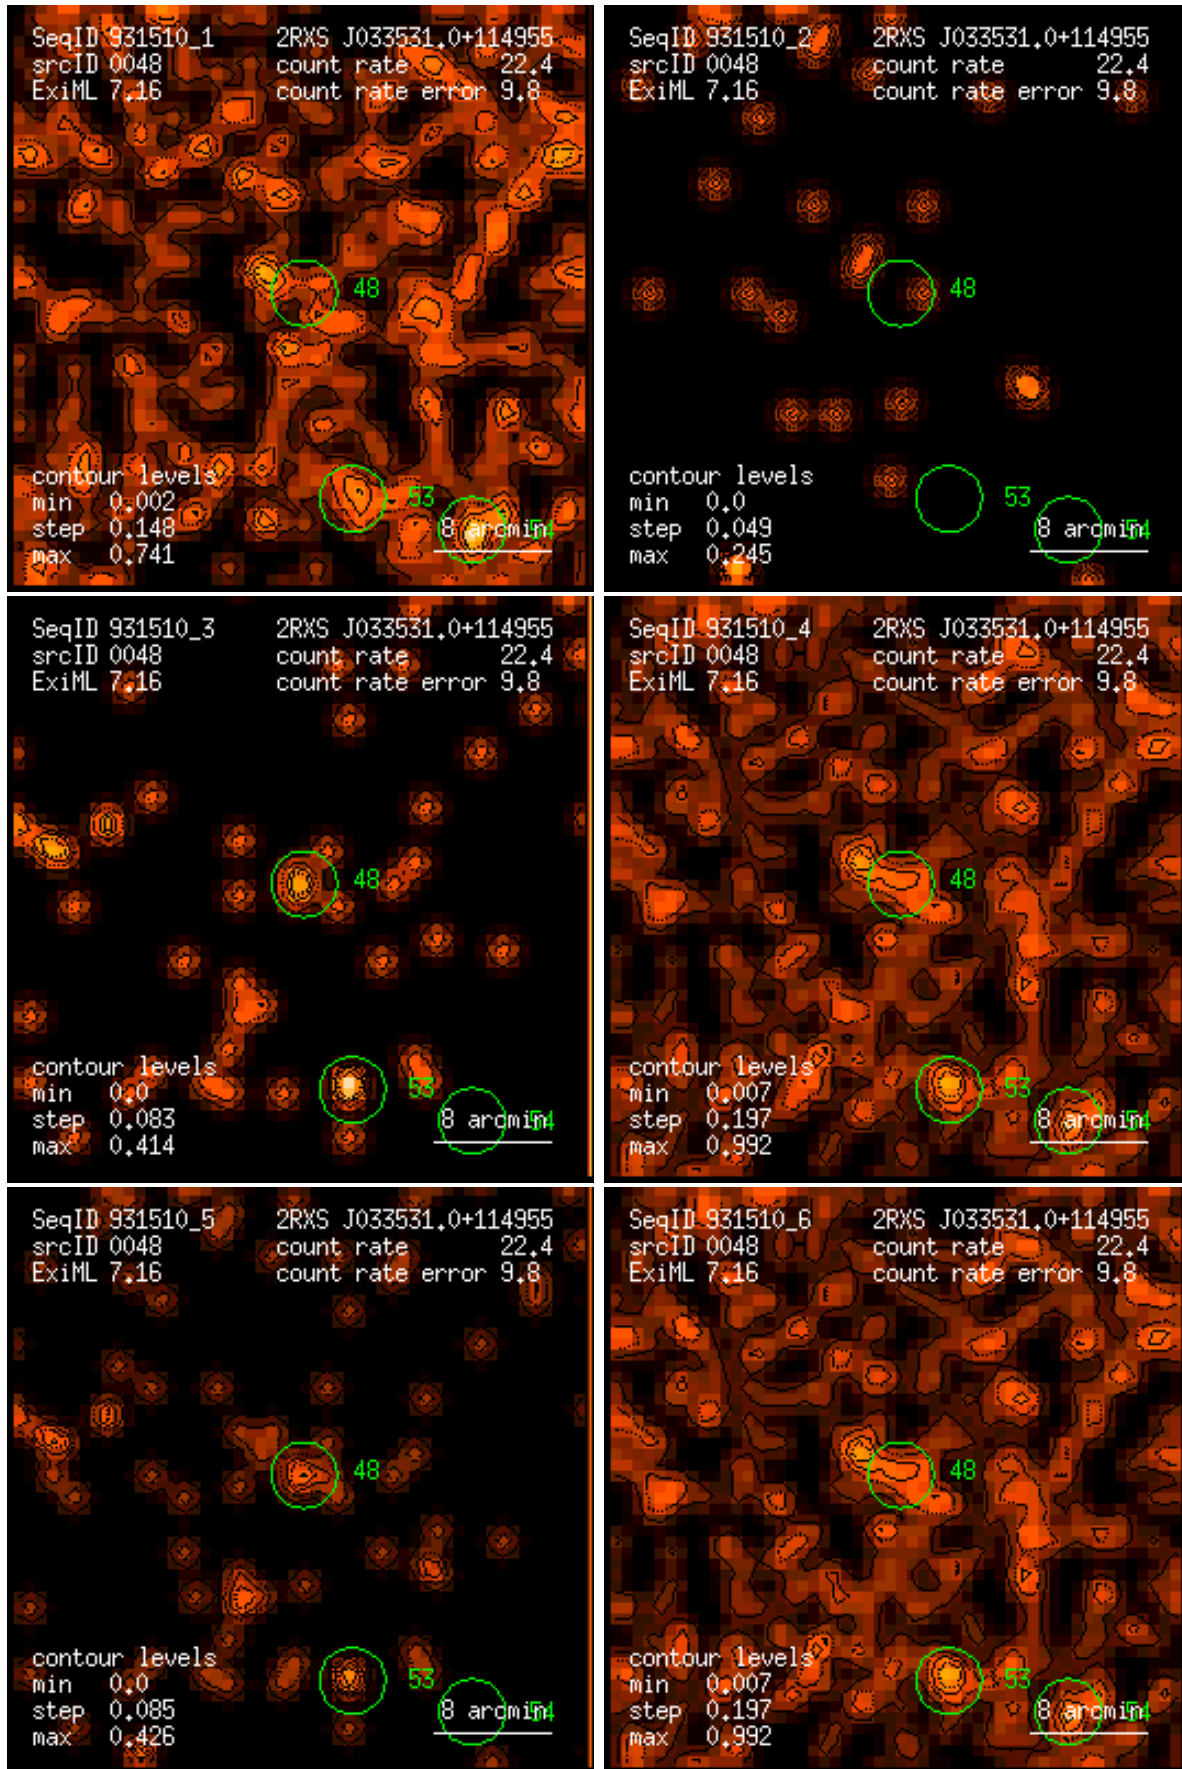 SeqID 931510_1 2RXS J033531.0+114955
srcID 0048 count rate 22.4
ExiML 7.16 count rate error 9.8
48
contour levels
min 0.002 53
step 0.148 8 arcmin 54
max 0.741
SeqID 931510_2 2RXS J033531.0+114955
srcID 0048 count rate 22.4
ExiML 7.16 count rate error 9.8
48
contour levels
min 0.0 53
step 0.049 8 arcmin 54
max 0.245
SeqID 931510_3 2RXS J033531.0+114955
srcID 0048 count rate 22.4
ExiML 7.16 count rate error 9.8
48
contour levels
min 0.0 53
step 0.083 8 arcmin 54
max 0.414
SeqID 931510_4 2RXS J033531.0+114955
srcID 0048 count rate 22.4
ExiML 7.16 count rate error 9.8
48
contour levels
min 0.007 53
step 0.197 8 arcmin 54
max 0.992
SeqID 931510_5 2RXS J033531.0+114955
srcID 0048 count rate 22.4
ExiML 7.16 count rate error 9.8
48
contour levels
min 0.0 53
step 0.085 8 arcmin 54
max 0.426
SeqID 931510_6 2RXS J033531.0+114955
srcID 0048 count rate 22.4
ExiML 7.16 count rate error 9.8
48
contour levels
min 0.007 53
step 0.197 8 arcmin 54
max 0.992